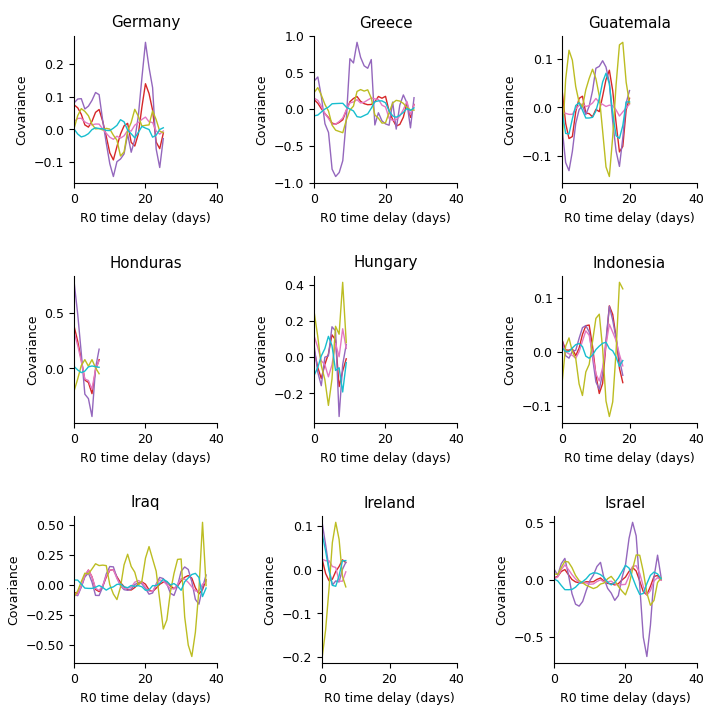 Germany
Covariance
0.2
0.1
0.0
−0.1
0
20
40
R0 time delay (days)
Greece
Covariance
1.0
0.5
0.0
−0.5
−1.0
0
20
40
R0 time delay (days)
Guatemala
Covariance
0.1
0.0
−0.1
0
20
40
R0 time delay (days)
Honduras
Covariance
0.5
0.0
0
20
40
R0 time delay (days)
Hungary
Covariance
0.4
0.2
0.0
−0.2
0
20
40
R0 time delay (days)
Indonesia
Covariance
0.1
0.0
−0.1
0
20
40
R0 time delay (days)
Iraq
Covariance
0.50
0.25
0.00
−0.25
−0.50
0
20
40
R0 time delay (days)
Ireland
Covariance
0.1
0.0
−0.1
−0.2
0
20
40
R0 time delay (days)
Israel
Covariance
0.5
0.0
−0.5
0
20
40
R0 time delay (days)